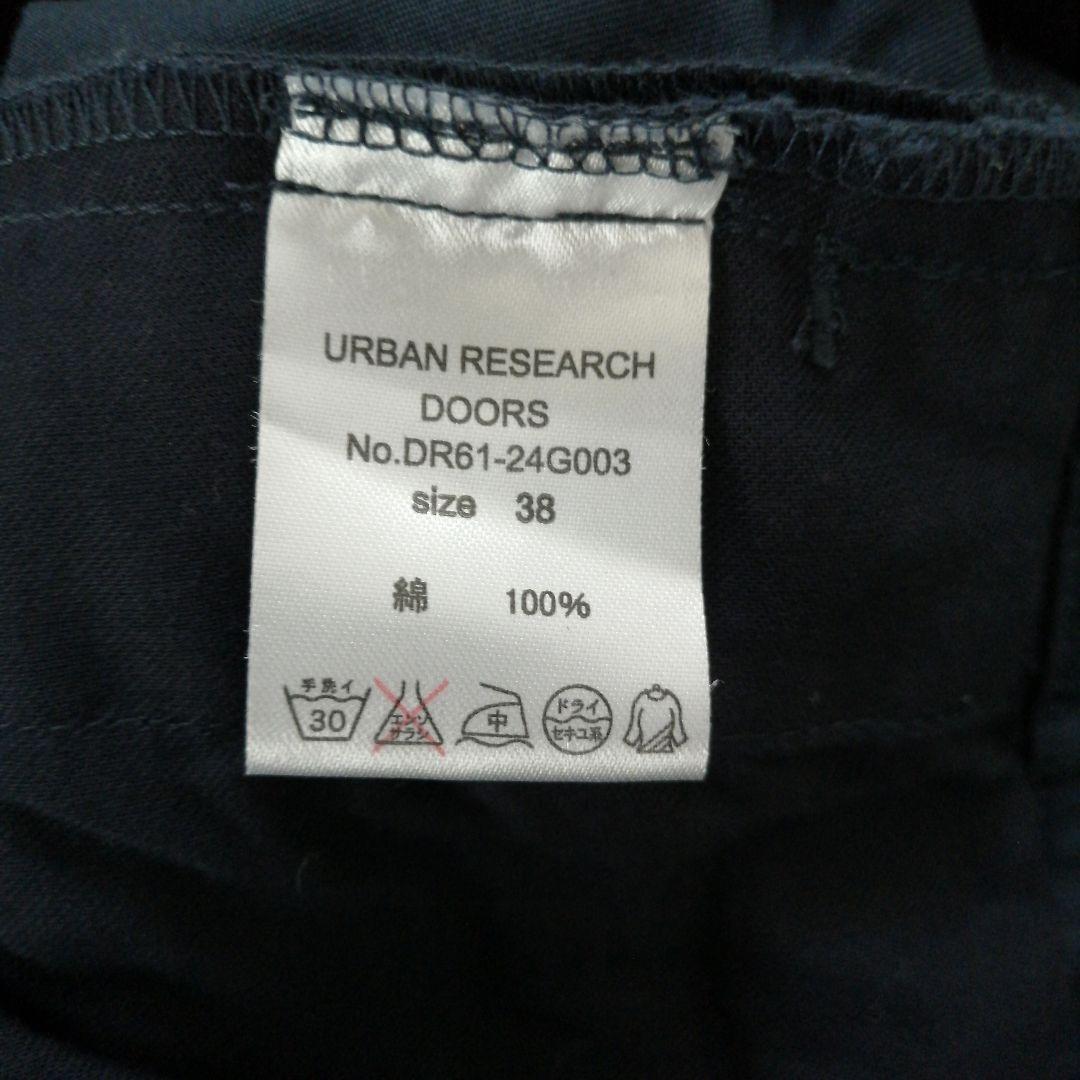 URBAN RESEARCH
DOORS
No.DR61-24G003
size 38
綿 100%
手洗イ
30
エンソ
サラシ
中
ドライ
セキユ系